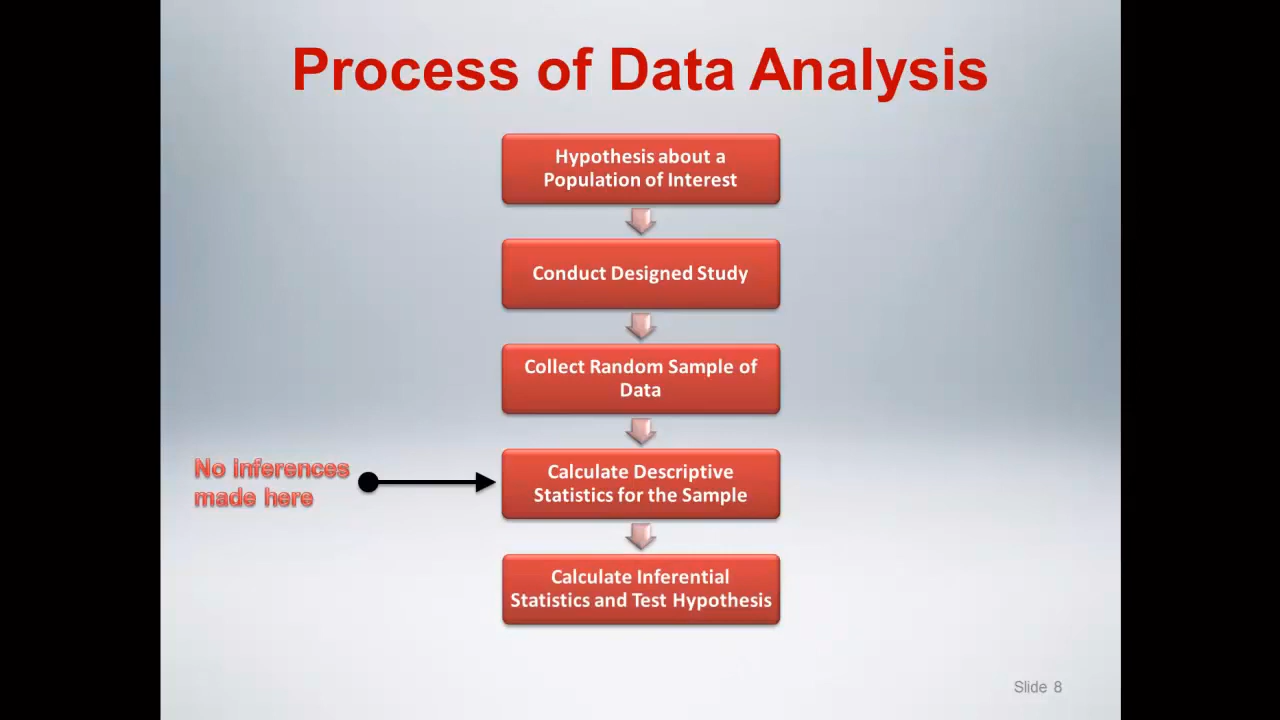 Process of Data Analysis
Hypothesis about a
Population of Interest
Conduct Designed Study
Collect Random Sample of
Data
No inferences
made here
Calculate Descriptive
Statistics for the Sample
Calculate Inferential
Statistics and Test Hypothesis
Slide 8